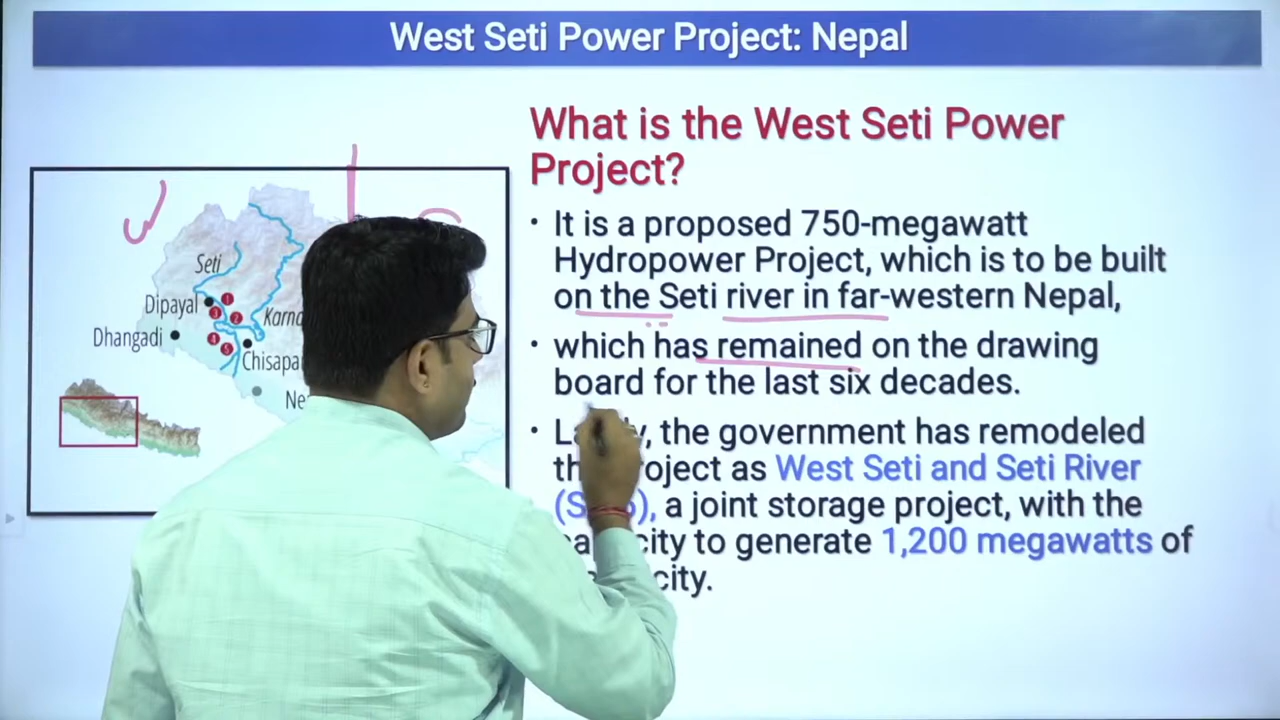 West Seti Power Project: Nepal
What is the West Seti Power
Project?
• It is a proposed 750-megawatt
Hydropower Project, which is to be built
on the Seti river in far-western Nepal,
• which has remained on the drawing
board for the last six decades.
• the government has remodeled
as West Seti and Seti River
a joint storage project, with the
to generate 1,200 megawatts of
Seti
Dipayal
1
3
2
Dhangadi
4
5